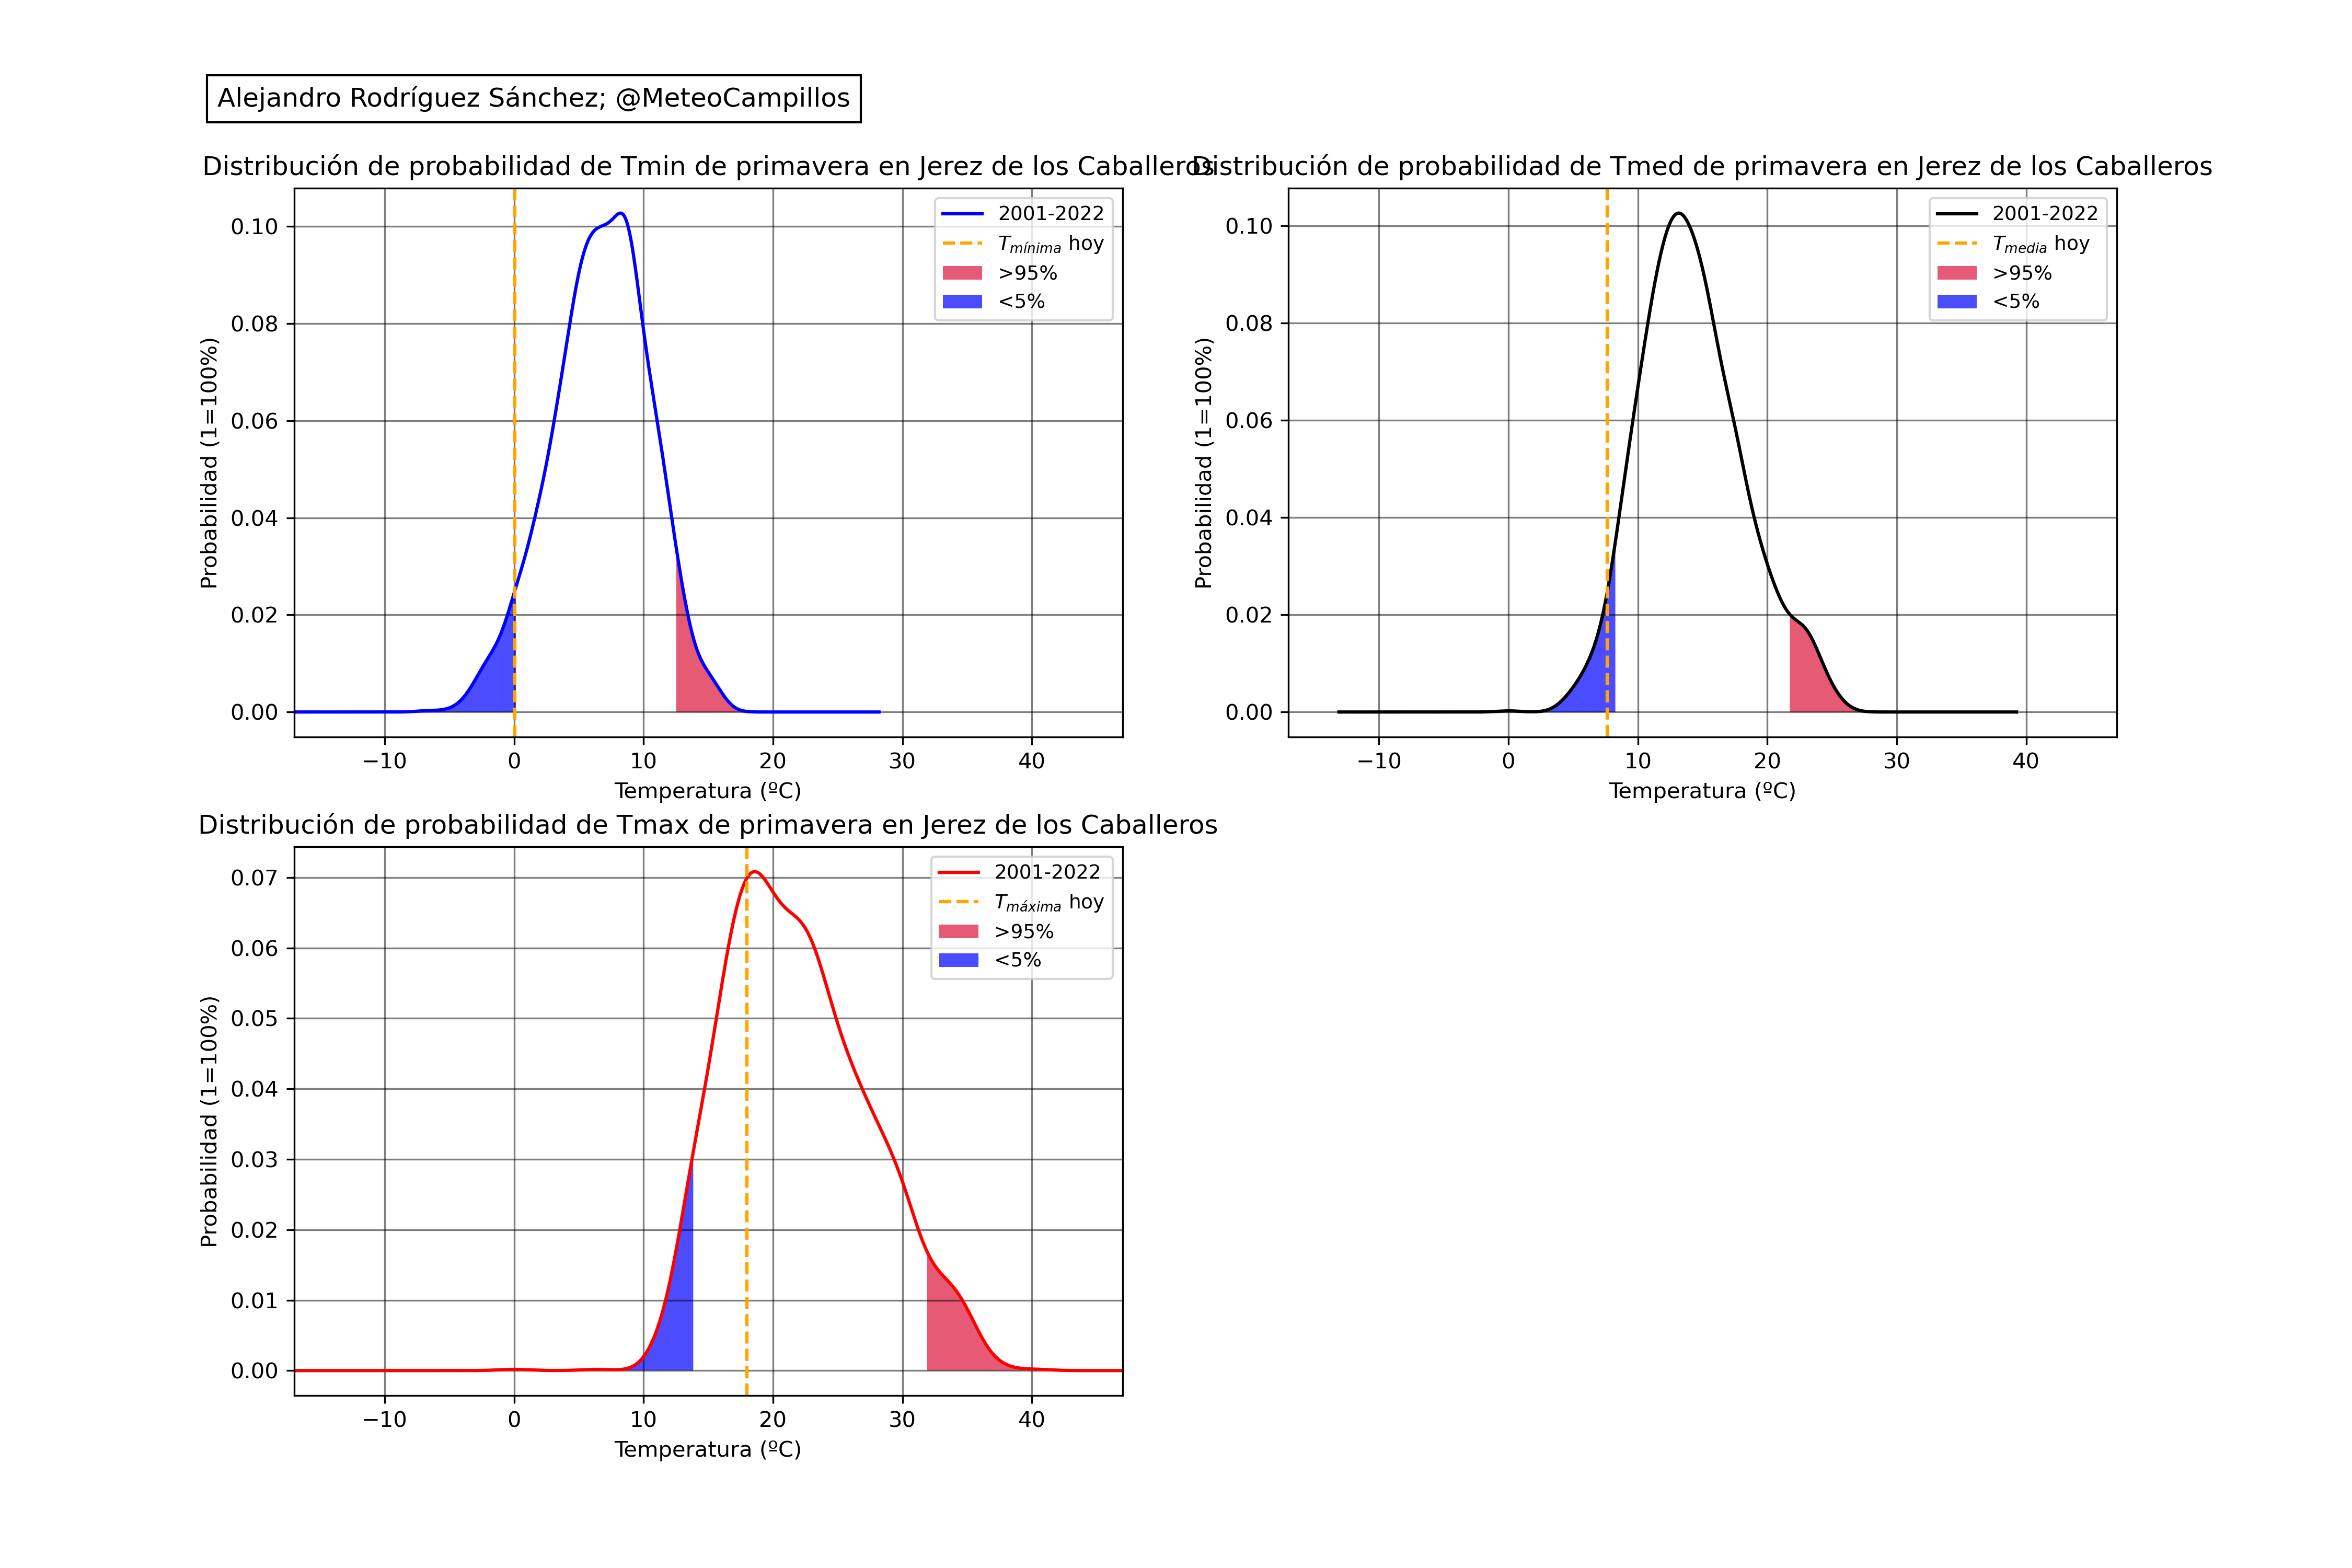 Alejandro Rodríguez Sánchez; @MeteoCampillos
Distribución de probabilidad de Tmin de primavera en Jerez de los Caballeros
Probabilidad (1=100%)
0.10
0.08
0.06
0.04
0.02
0.00
2001-2022
Tmínima hoy
>95%
<5%
−10 0 10 20 30 40
Temperatura (ºC)
Distribución de probabilidad de Tmed de primavera en Jerez de los Caballeros
Probabilidad (1=100%)
0.10
0.08
0.06
0.04
0.02
0.00
2001-2022
Tmedia hoy
>95%
<5%
−10 0 10 20 30 40
Temperatura (ºC)
Distribución de probabilidad de Tmax de primavera en Jerez de los Caballeros
Probabilidad (1=100%)
0.07
0.06
0.05
0.04
0.03
0.02
0.01
0.00
2001-2022
Tmáxima hoy
>95%
<5%
−10 0 10 20 30 40
Temperatura (ºC)